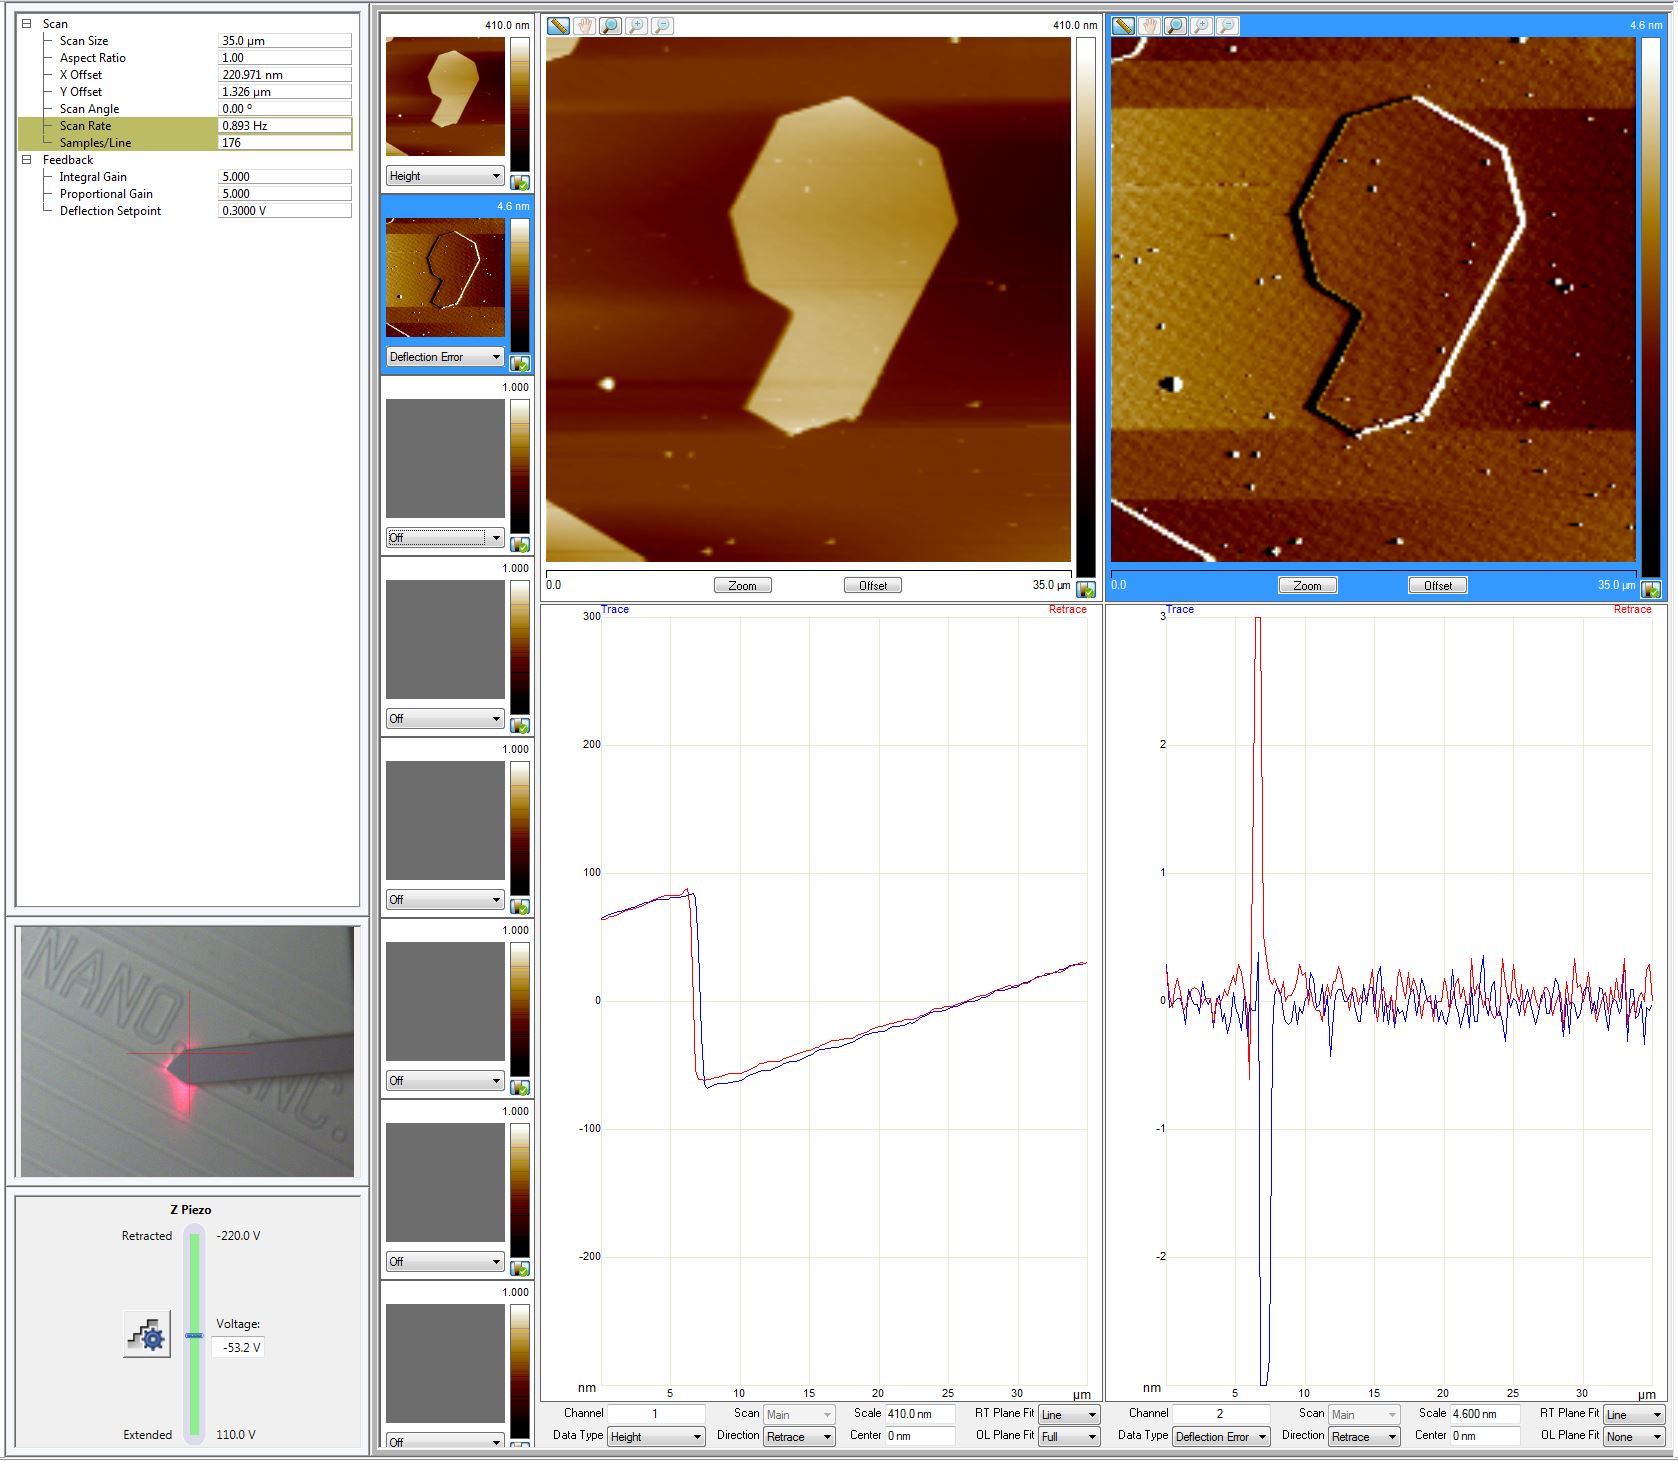 Scan
Scan Size 35.0 µm
Aspect Ratio 1.00
X Offset 220.971 nm
Y Offset 1.326 µm
Scan Angle 0.00 º
Scan Rate 0.893 Hz
Samples/Line 176
Feedback
Integral Gain 5.000
Proportional Gain 5.000
Deflection Setpoint 0.3000 V
NANO
INC.
Z Piezo
Retracted -220.0 V
Voltage:
-53.2 V
Extended 110.0 V
410.0 nm
Height
4.6 nm
Deflection Error
1.000
Off
1.000
Off
1.000
Off
1.000
Off
1.000
Off
1.000
Off
410.0 nm
0.0 Zoom Offset 35.0 µm
Trace Retrace
300
200
100
0
-100
-200
nm 5 10 15 20 25 30 µm
Channel 1 Scan Main Scale 410.0 nm RT Plane Fit Line
Data Type Height Direction Retrace Center 0 nm OL Plane Fit Full
4.6 nm
0.0 Zoom Offset 35.0 µm
Trace Retrace
3
2
1
0
-1
-2
nm 5 10 15 20 25 30 µm
Channel 2 Scan Main Scale 4.600 nm RT Plane Fit Line
Data Type Deflection Error Direction Retrace Center 0 nm OL Plane Fit None